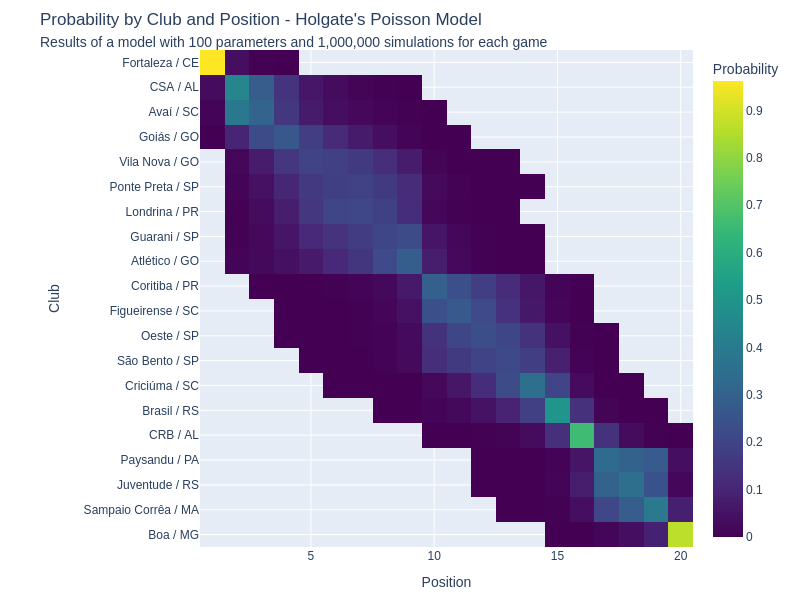 Probability by Club and Position - Holgate's Poisson Model
Results of a model with 100 parameters and 1,000,000 simulations for each game
Probability
Fortaleza / CE
CSA / AL
Avaí / SC
Goiás / GO
Vila Nova / GO
Ponte Preta / SP
Londrina / PR
Guarani / SP
Atlético / GO
Coritiba / PR
Figueirense / SC
Oeste / SP
São Bento / SP
Criciúma / SC
Brasil / RS
CRB / AL
Paysandu / PA
Juventude / RS
Sampaio Corrêa / MA
Boa / MG
Club
0.9
0.8
0.7
0.6
0.5
0.4
0.3
0.2
0.1
0
5
10
15
20
Position